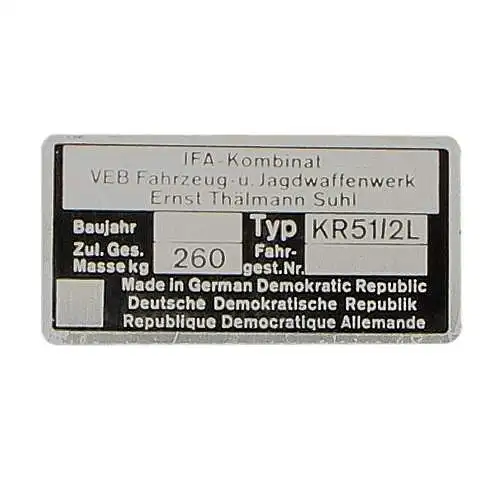 IFA-Kombinat
VEB Fahrzeug-u. Jagdwaffenwerk
Ernst Thälmann Suhl
Baujahr Typ KR51/2L
Zul. Ges. Masse kg 260 Fahr-gest.Nr.
Made in German Demokratic Republic
Deutsche Demokratische Republik
Republique Democratique Allemande